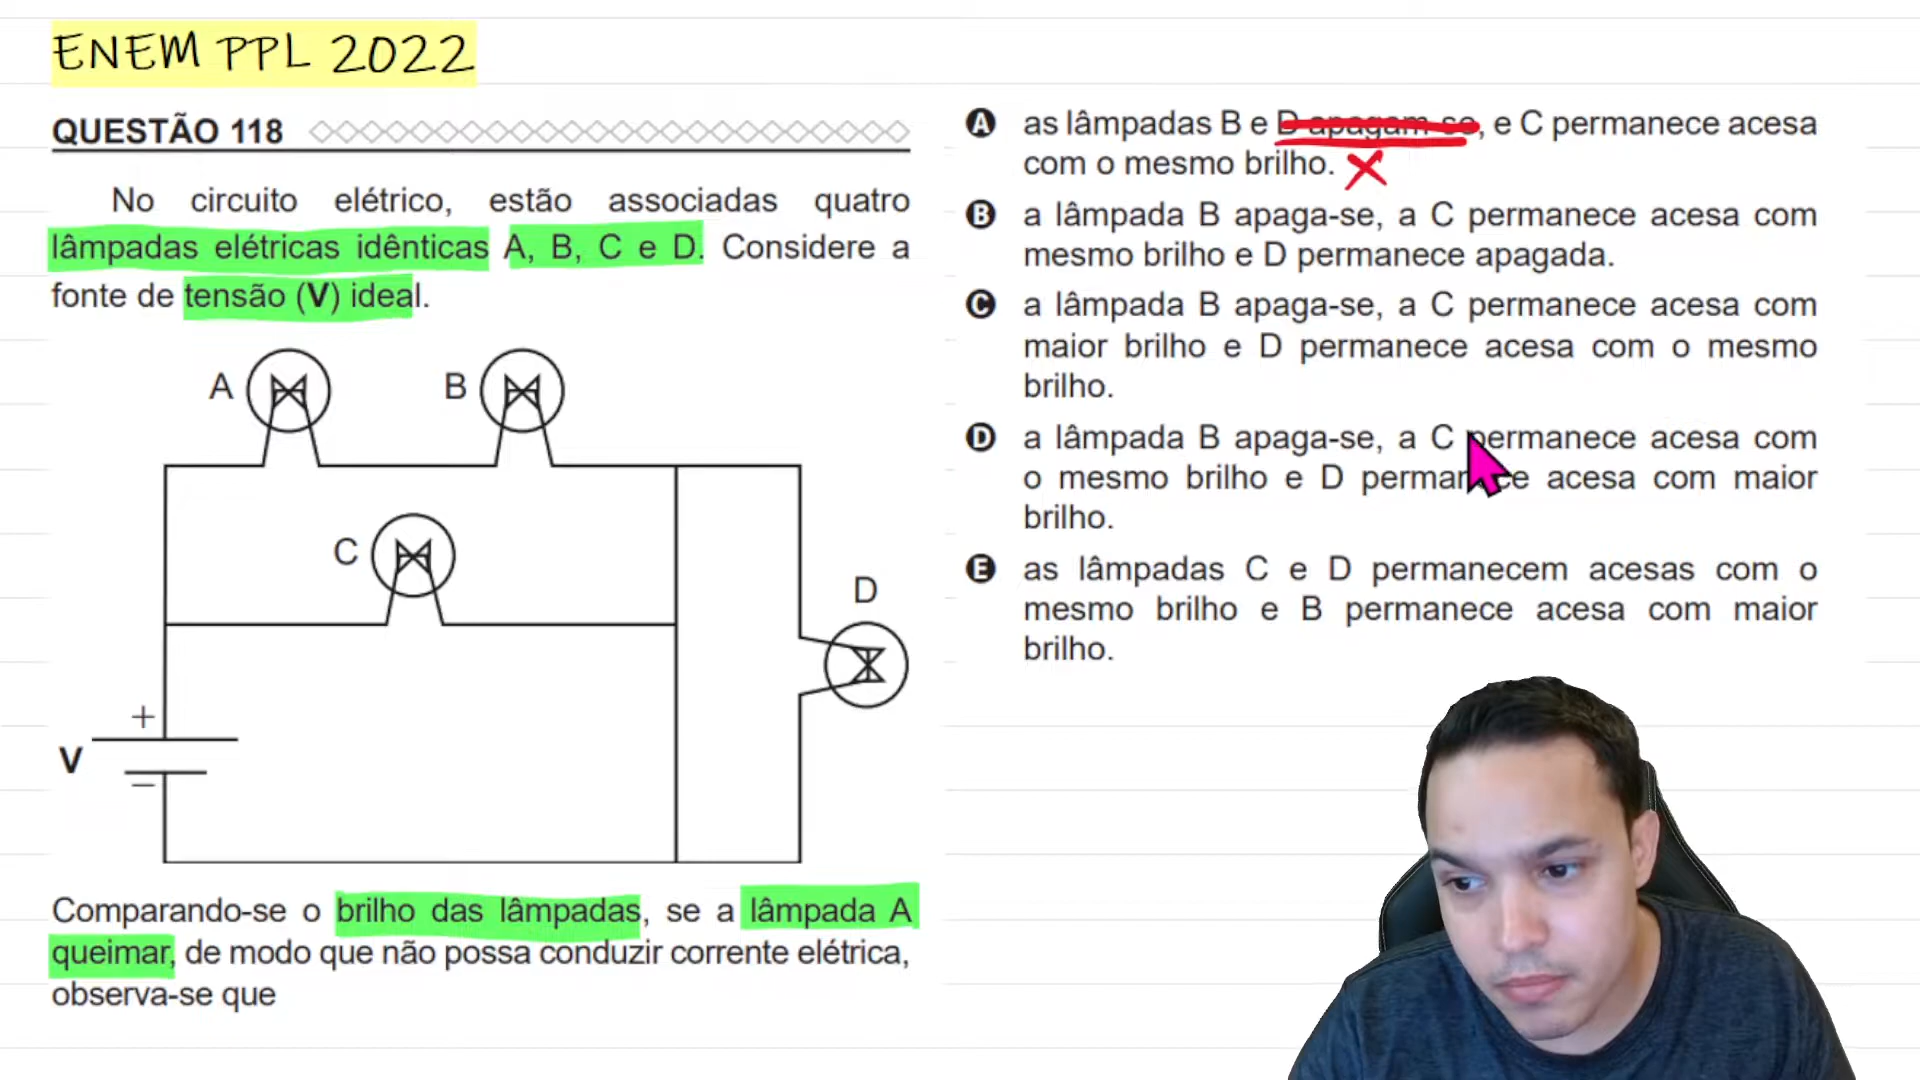 ENEM PPL 2022
QUESTÃO 118
No circuito elétrico, estão associadas quatro
lâmpadas elétricas idênticas A, B, C e D. Considere a
fonte de tensão (V) ideal.
A
B
C
D
+
V
−
Comparando-se o brilho das lâmpadas, se a lâmpada A
queimar, de modo que não possa conduzir corrente elétrica,
observa-se que
A as lâmpadas B e D apagam-se, e C permanece acesa
com o mesmo brilho.
B a lâmpada B apaga-se, a C permanece acesa com
mesmo brilho e D permanece apagada.
C a lâmpada B apaga-se, a C permanece acesa com
maior brilho e D permanece acesa com o mesmo
brilho.
D a lâmpada B apaga-se, a C permanece acesa com
o mesmo brilho e D permanece acesa com maior
brilho.
E as lâmpadas C e D permanecem acesas com o
mesmo brilho e B permanece acesa com maior
brilho.